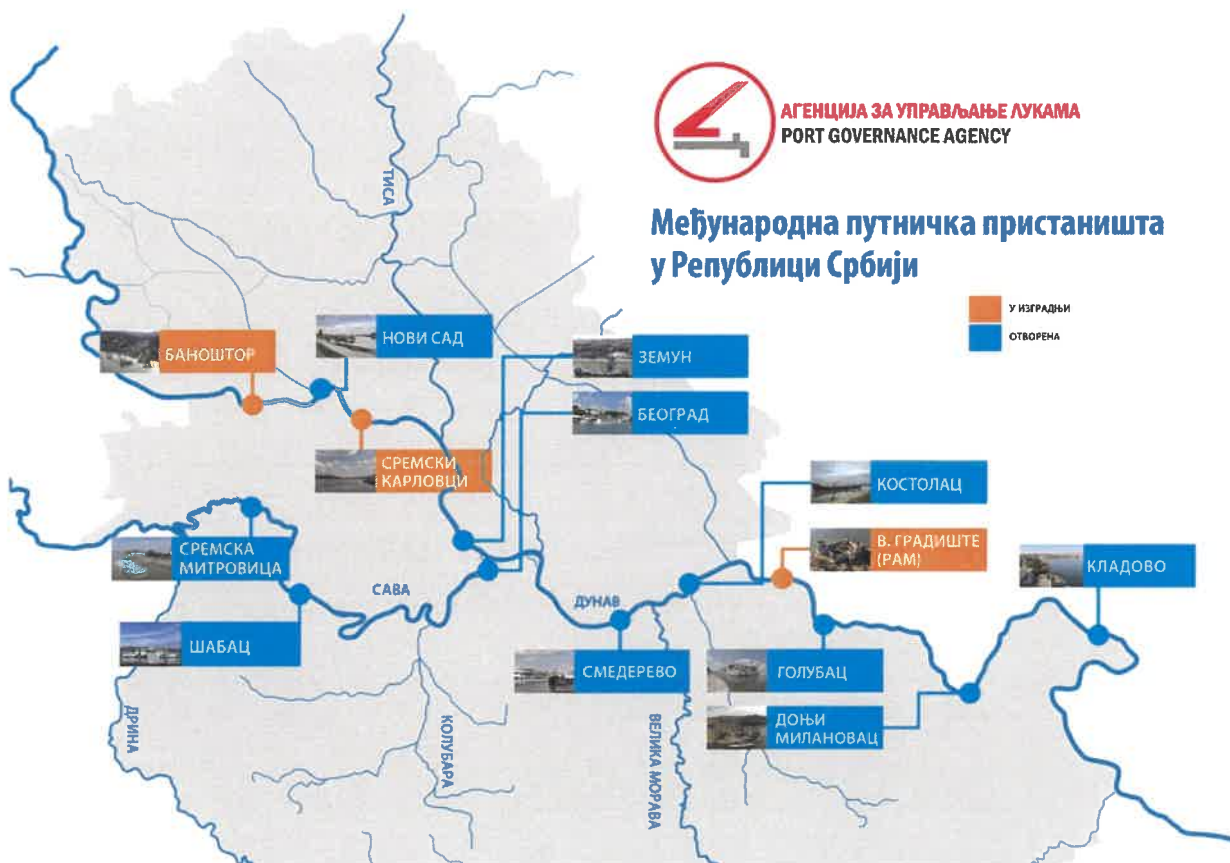 АГЕНЦИЈА ЗА УПРАВЉАЊЕ ЛУКАМА
PORT GOVERNANCE AGENCY
Међународна путничка пристаништа
у Републици Србији
У ИЗГРАДЊИ
ОТВОРЕНА
ТИСА
БАНОШТОР
НОВИ САД
ЗЕМУН
БЕОГРАД
СРЕМСКИ
КАРЛОВЦИ
КОСТОЛАЦ
В. ГРАДИШТЕ
(РАМ)
КЛАДОВО
СРЕМСКА
МИТРОВИЦА
САВА
ДУНАВ
ШАБАЦ
СМЕДЕРЕВО
ГОЛУБАЦ
ДОЊИ
МИЛАНОВАЦ
ДРИНА
КОЛУБАРА
ВЕЛИКА МОРАВА